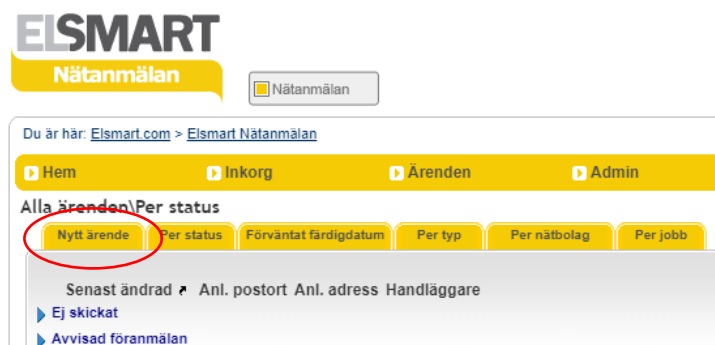 ELSMART
Nätanmälan
Nätanmälan
Du är här: Elsmart.com > Elsmart Nätanmälan
Hem Inkorg Ärenden Admin
Alla ärenden\Per status
Nytt ärende Per status Förväntat färdigdatum Per typ Per nätbolag Per jobb
Senast ändrad Anl. postort Anl. adress Handläggare
Ej skickat
Avvisad föranmälan